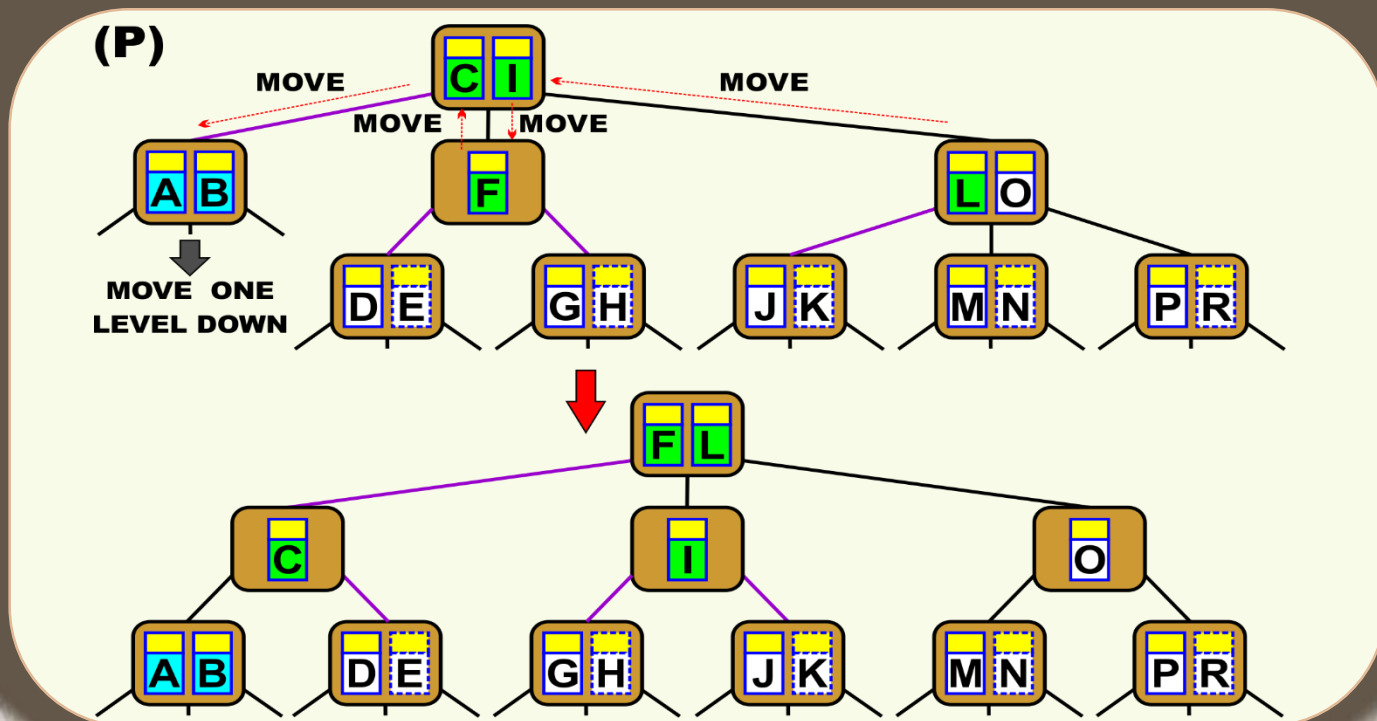 (P)
C I
MOVE
MOVE
MOVE
MOVE
A B
F
L O
MOVE ONE
LEVEL DOWN
D E
G H
J K
M N
P R
F L
C
I
O
A B
D E
G H
J K
M N
P R